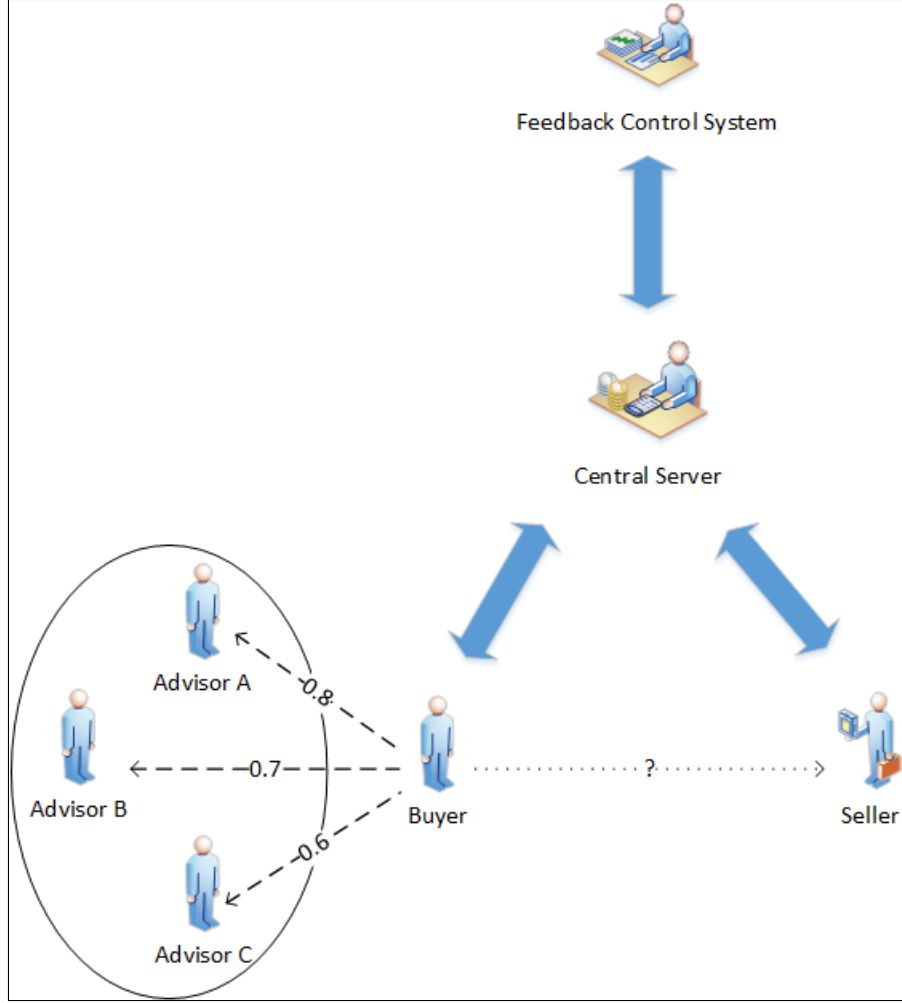 Feedback Control System
Central Server
Advisor A
0.8
Advisor B
0.7
Buyer
?
Seller
0.6
Advisor C